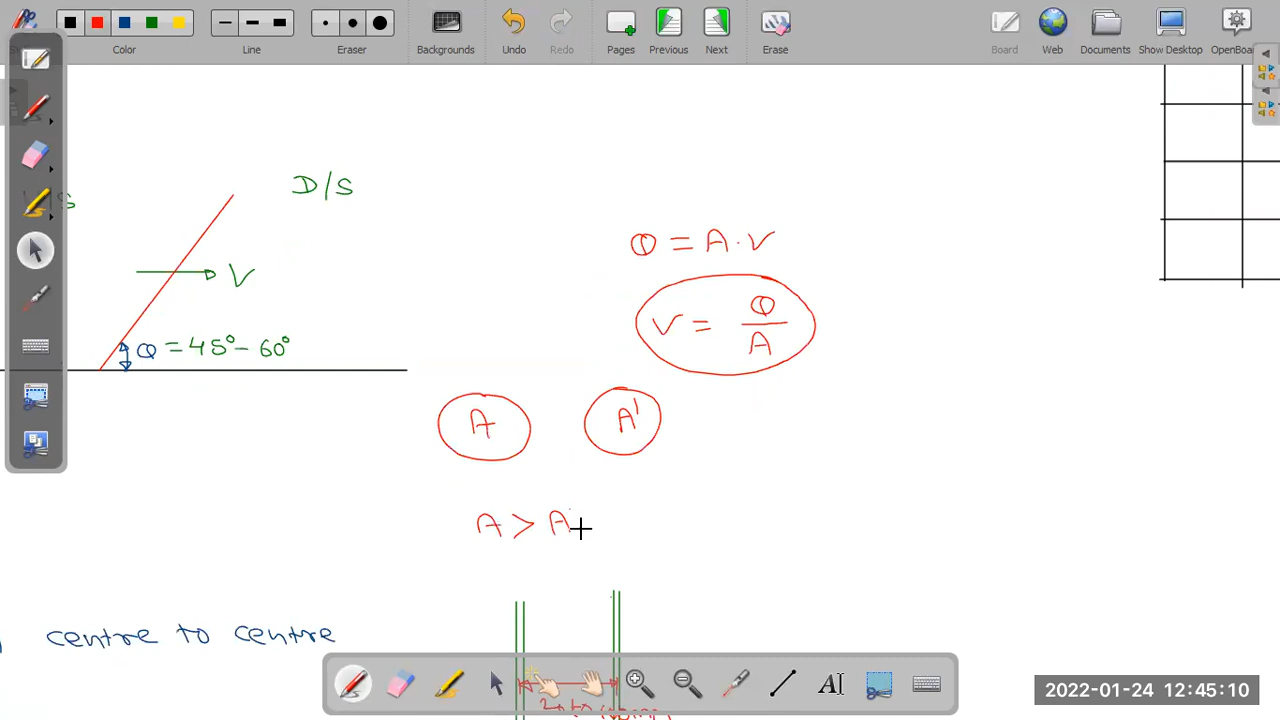 Color
Line
Eraser
Backgrounds
Undo
Redo
Pages
Previous
Next
Erase
Board
Web
Documents
Show Desktop
OpenBoard
S
D/S
V
Q = A.V
V = Q/A
θ = 45° - 60°
A
A'
A > A
centre to centre
2022-01-24 12:45:10